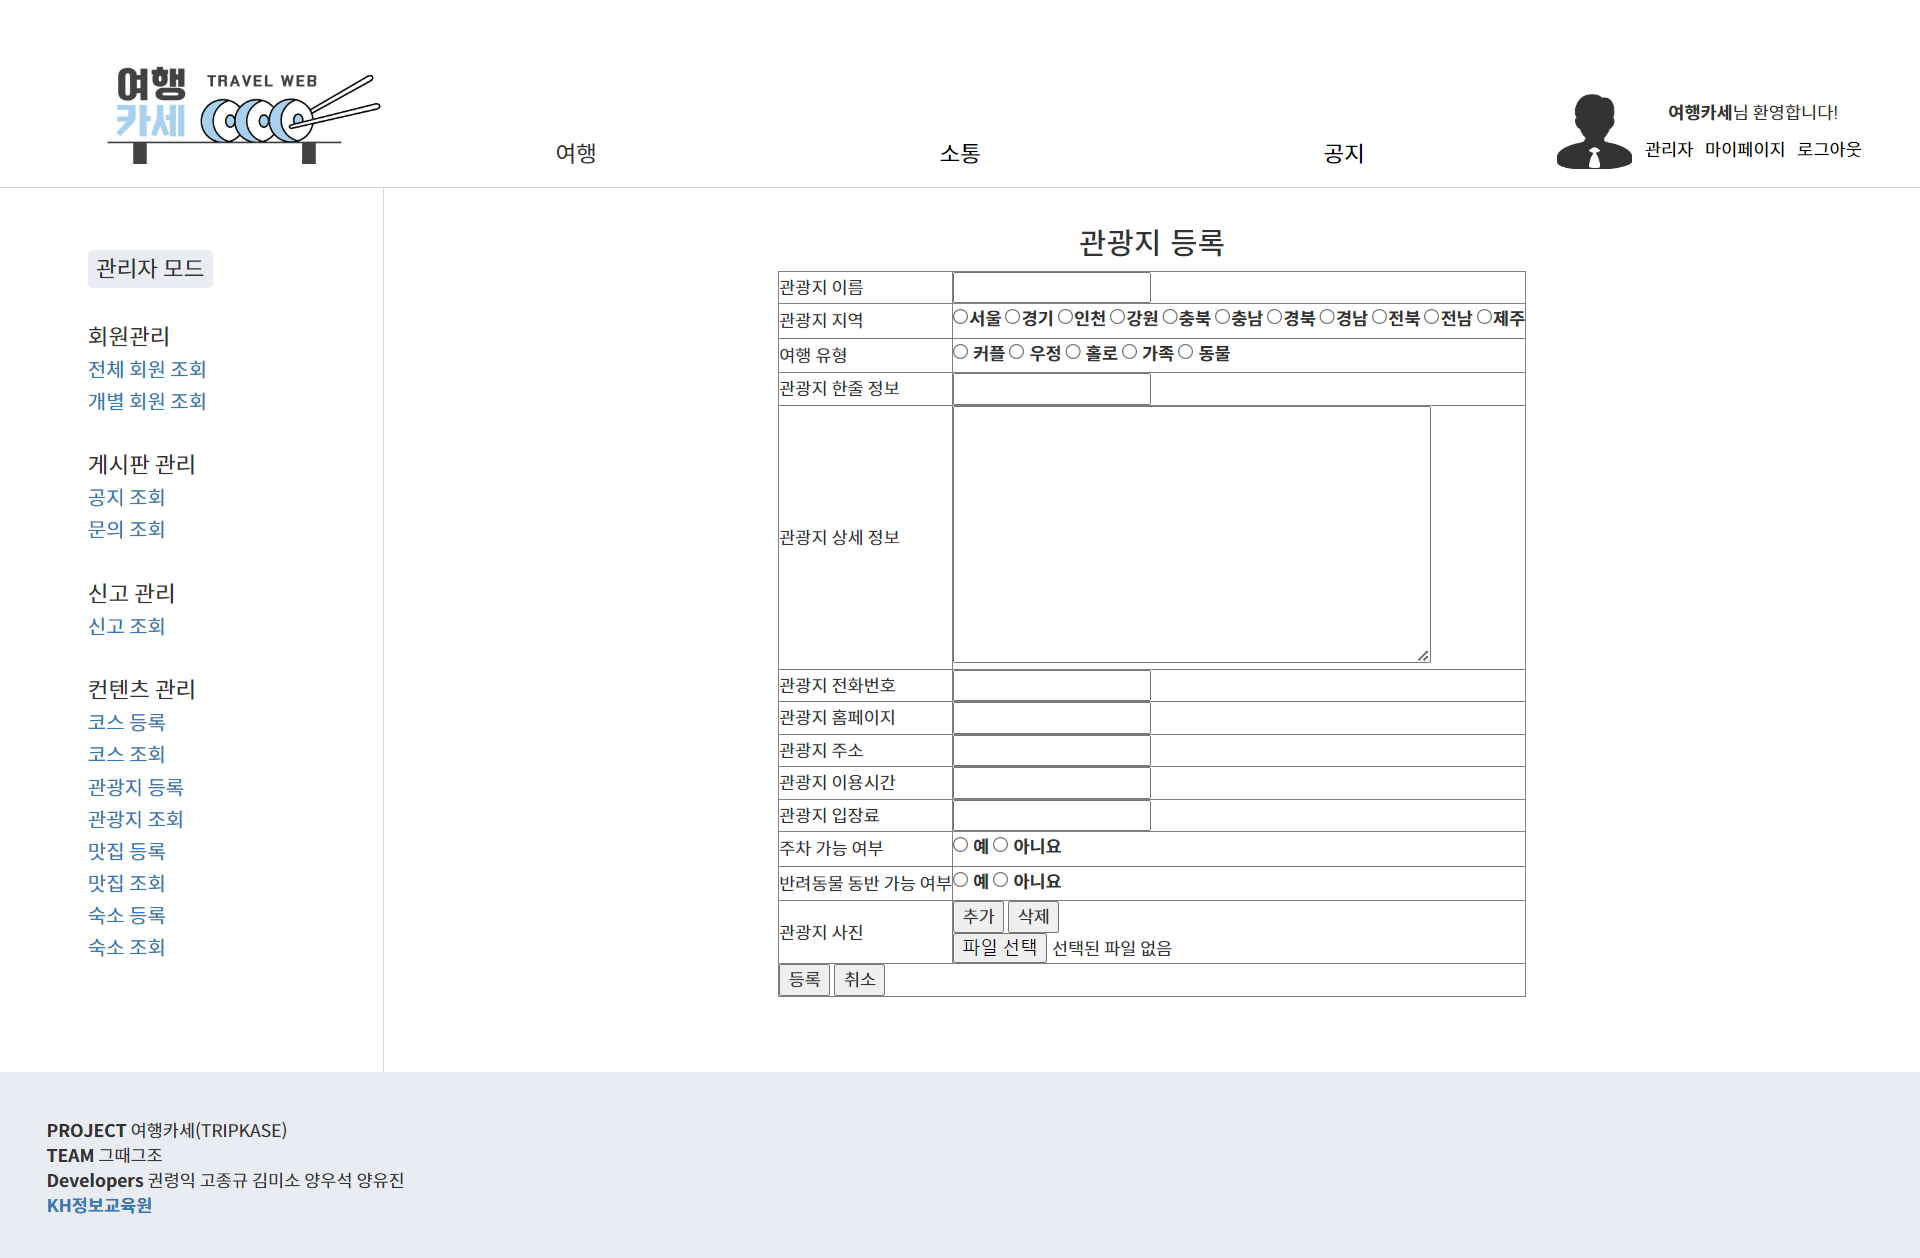 여행 TRAVEL WEB
카세
여행
소통
공지
여행카세님 환영합니다!
관리자 마이페이지 로그아웃
관리자 모드
회원관리
전체 회원 조회
개별 회원 조회
게시판 관리
공지 조회
문의 조회
신고 관리
신고 조회
컨텐츠 관리
코스 등록
코스 조회
관광지 등록
관광지 조회
맛집 등록
맛집 조회
숙소 등록
숙소 조회
관광지 등록
관광지 이름
관광지 지역 서울 경기 인천 강원 충북 충남 경북 경남 전북 전남 제주
여행 유형 커플 우정 홀로 가족 동물
관광지 한줄 정보
관광지 상세 정보
관광지 전화번호
관광지 홈페이지
관광지 주소
관광지 이용시간
관광지 입장료
주차 가능 여부 예 아니요
반려동물 동반 가능 여부 예 아니요
관광지 사진 추가 삭제
파일 선택 선택된 파일 없음
등록 취소
PROJECT 여행카세(TRIPKASE)
TEAM 그때그조
Developers 권령익 고종규 김미소 양우석 양유진
KH정보교육원